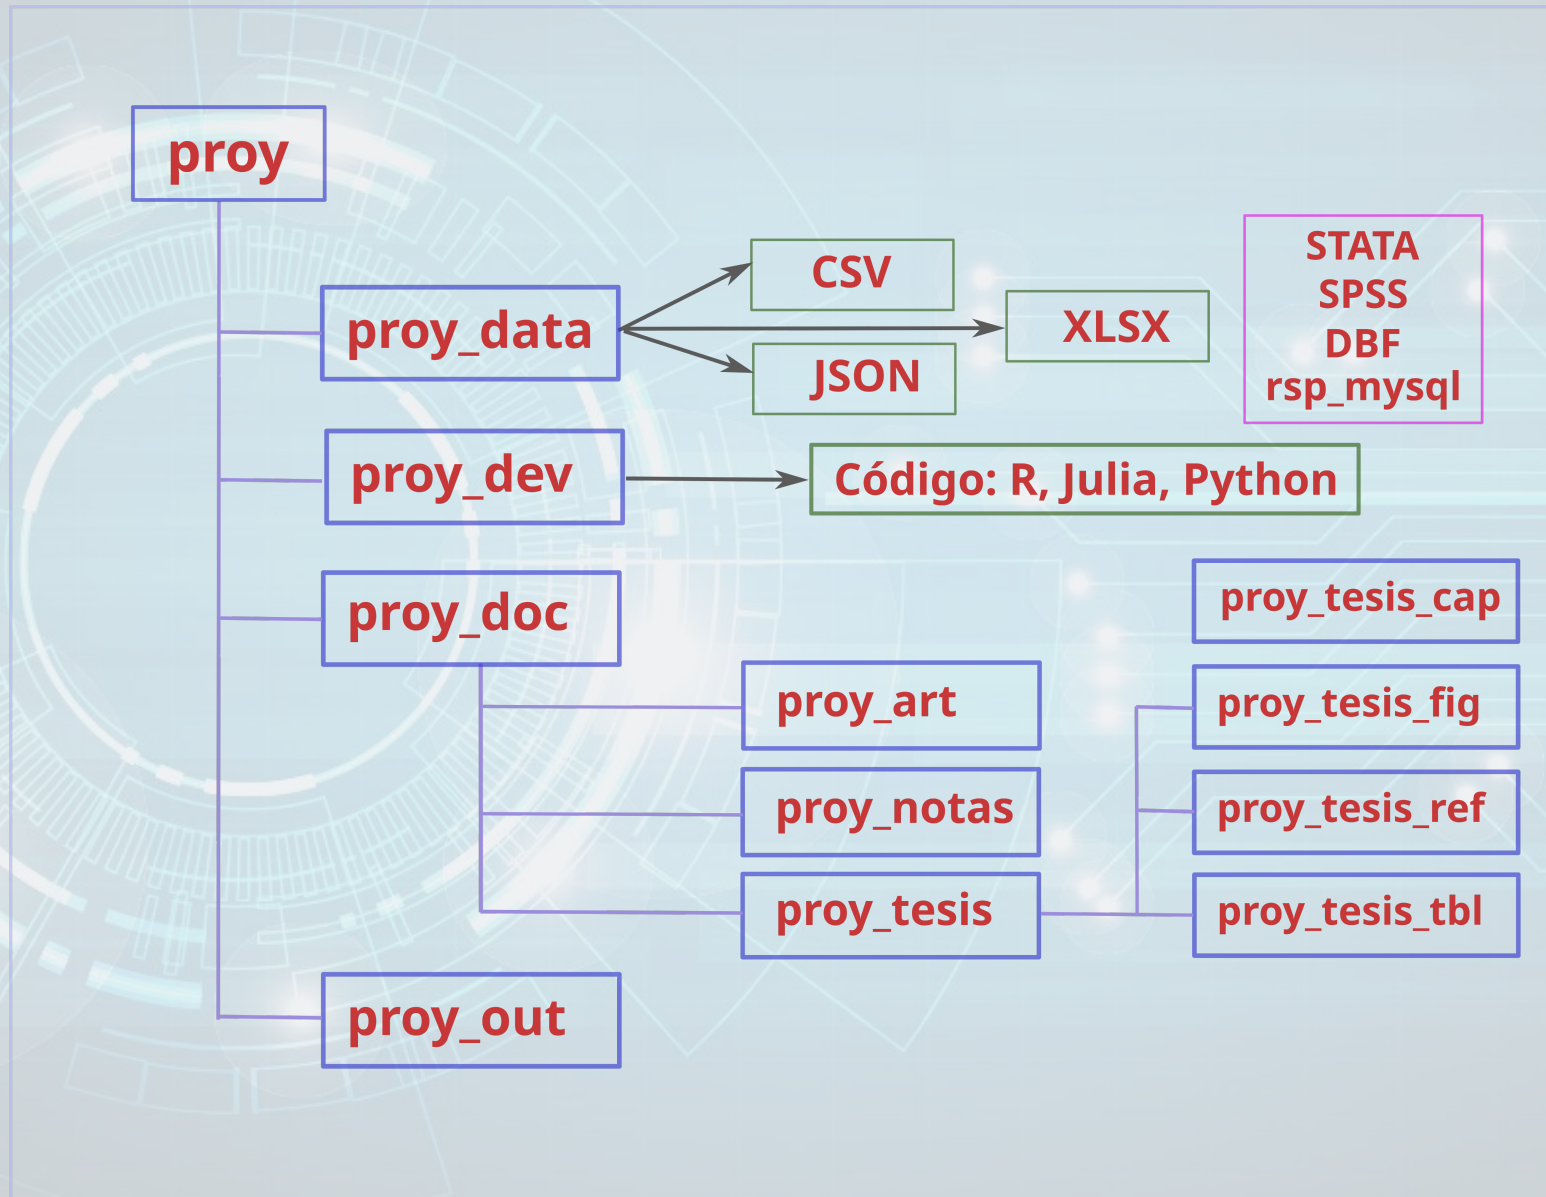 proy
proy_data
CSV
XLSX
JSON
STATA
SPSS
DBF
rsp_mysql
proy_dev
Código: R, Julia, Python
proy_doc
proy_art
proy_notas
proy_tesis
proy_tesis_cap
proy_tesis_fig
proy_tesis_ref
proy_tesis_tbl
proy_out